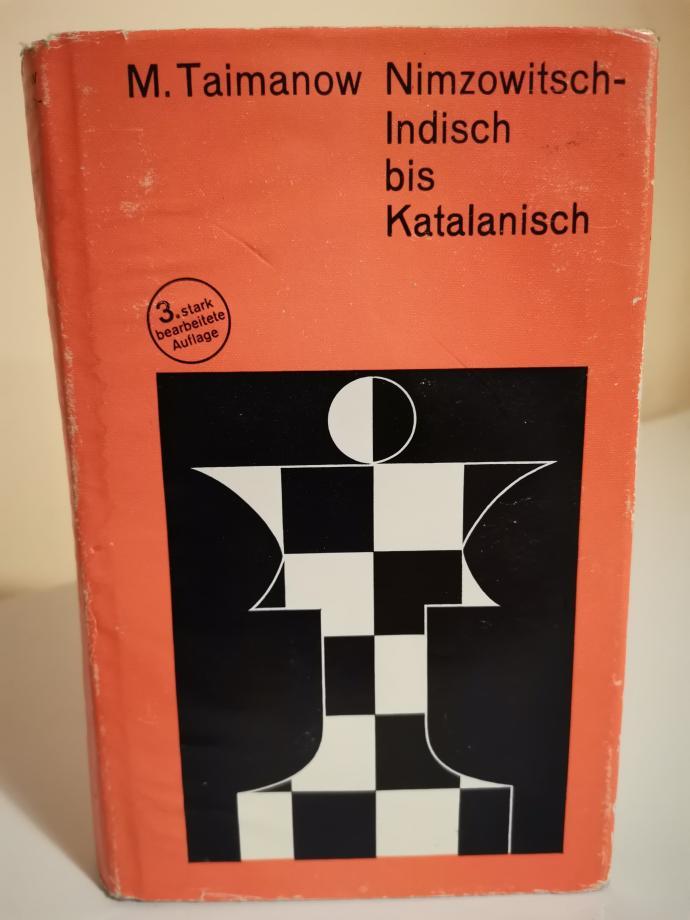 M. Taimanow
Nimzowitsch-
Indisch
bis
Katalanisch
3. stark
bearbeitete
Auflage